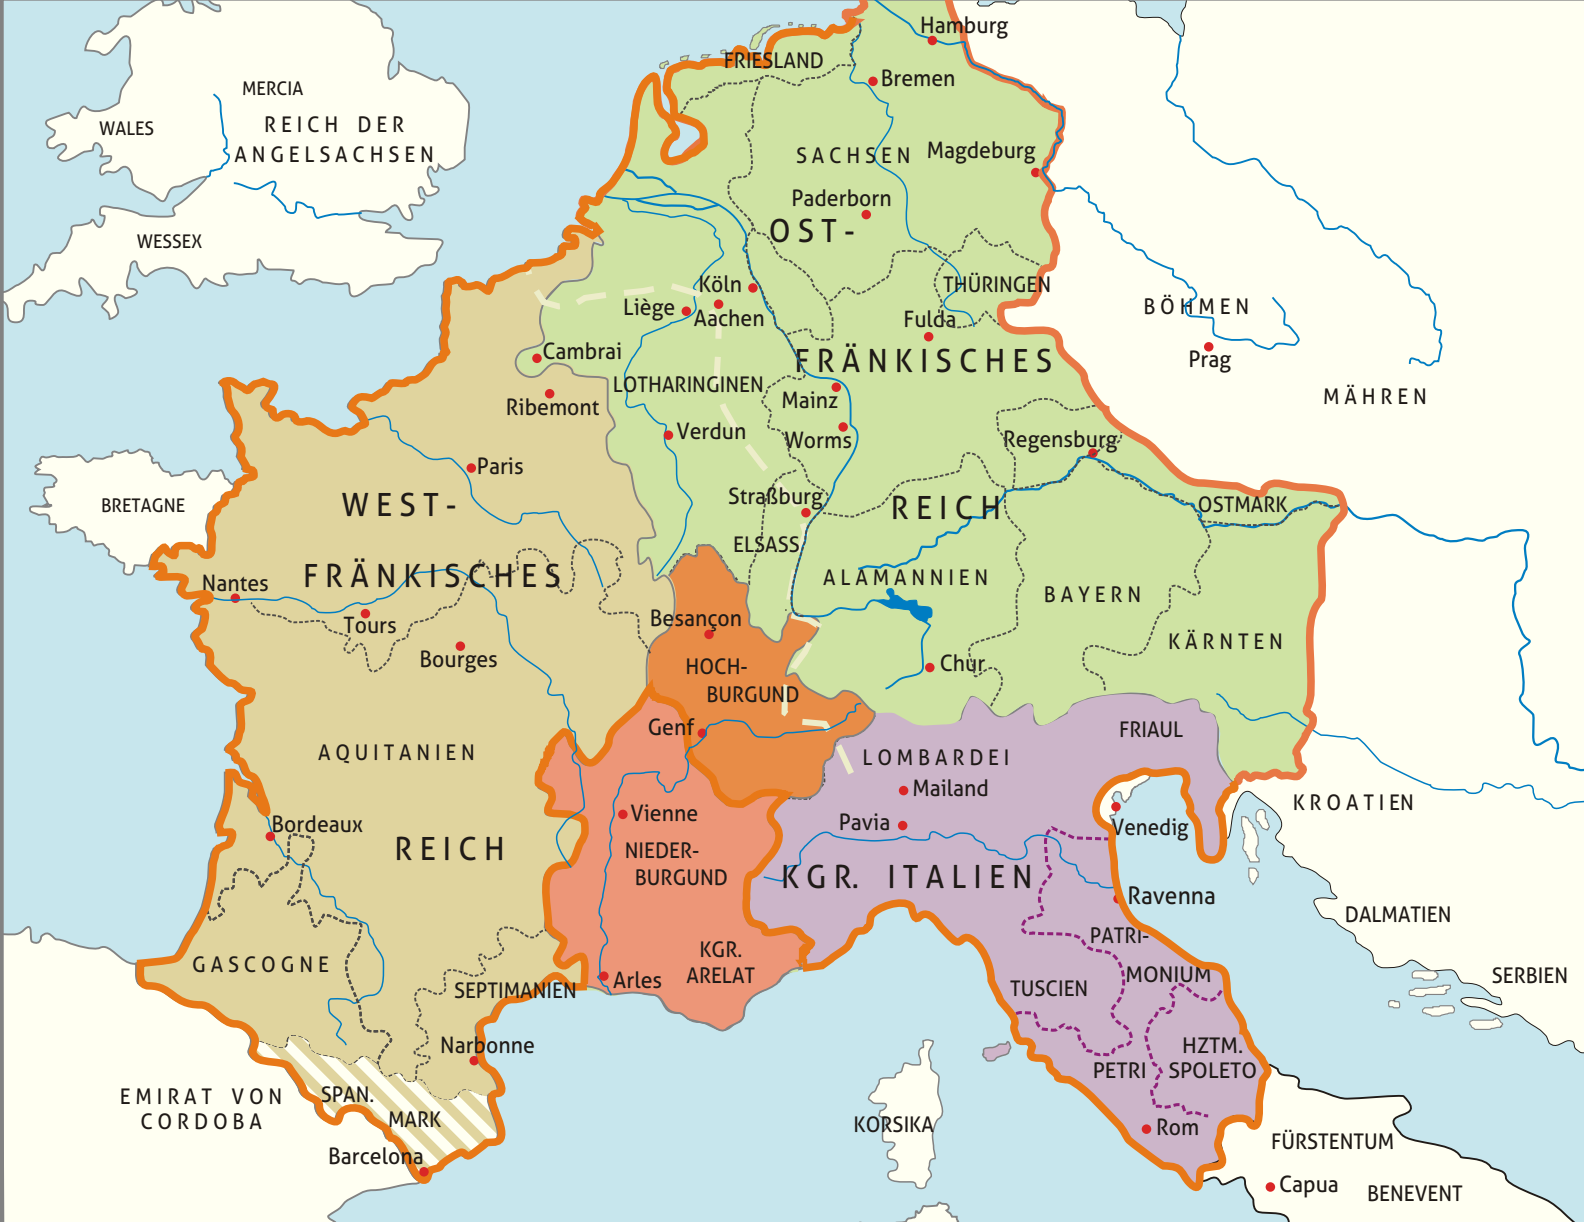 Hamburg
FRIESLAND
Bremen
MERCIA
WALES
REICH DER
ANGELSACHSEN
SACHSEN
Magdeburg
Paderborn
OST-
WESSEX
Köln
THÜRINGEN
Liège
Aachen
BÖHMEN
Fulda
Cambrai
FRÄNKISCHES
Prag
LOTHARINGINEN
Mainz
MÄHREN
Ribemont
Verdun
Worms
Regensburg
Paris
Straßburg
BRETAGNE
WEST-
REICH
OSTMARK
ELSASS
FRÄNKISCHES
ALAMANNIEN
Nantes
BAYERN
Tours
Besançon
KÄRNTEN
Bourges
HOCH-
BURGUND
Chur
Genf
FRIAUL
AQUITANIEN
LOMBARDEI
Mailand
KROATIEN
Bordeaux
Vienne
Pavia
Venedig
REICH
NIEDER-
BURGUND
KGR. ITALIEN
Ravenna
DALMATIEN
PATRI-
MONIUM
GASCOGNE
KGR.
ARELAT
Arles
SEPTIMANIEN
TUSCIEN
SERBIEN
Narbonne
HZTM.
SPOLETO
PETRI
EMIRAT VON
CORDOBA
SPAN.
MARK
KORSIKA
Rom
Barcelona
FÜRSTENTUM
Capua
BENEVENT